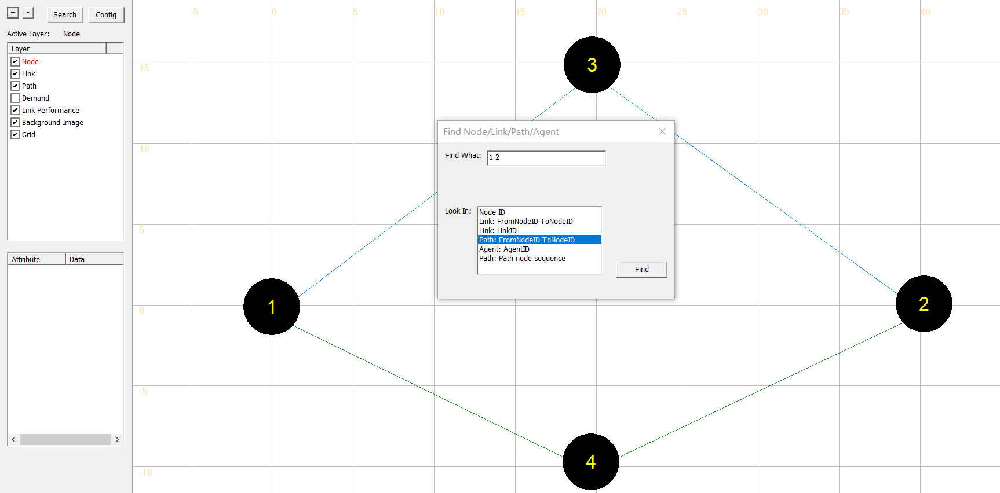 + - Search Config
Active Layer: Node
Layer
Node
Link
Path
Demand
Link Performance
Background Image
Grid
Attribute Data
-5 0 5 10 15 20 25 30 35 40
15
10
5
0
-5
-10
3
1
2
4
Find Node/Link/Path/Agent
Find What: 1 2
Look In:
Node ID
Link: FromNodeID ToNodeID
Link: LinkID
Path: FromNodeID ToNodeID
Agent: AgentID
Path: Path node sequence
Find